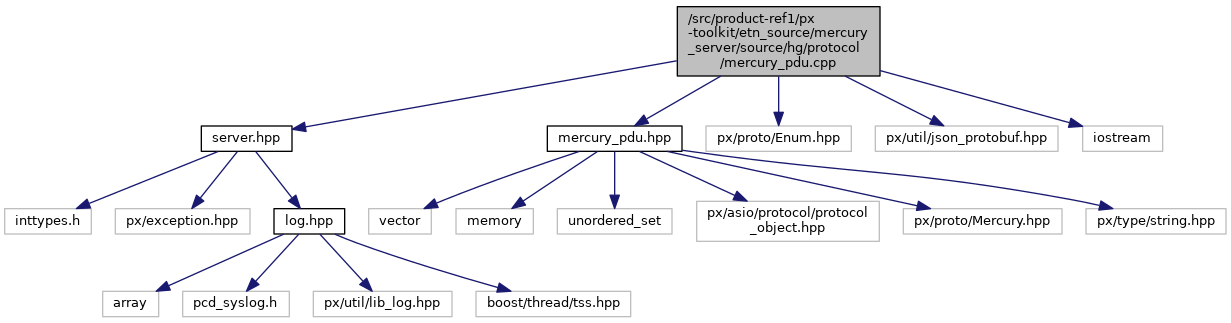 /src/product-ref1/px
-toolkit/etn_source/mercury
_server/source/hg/protocol
/mercury_pdu.cpp
server.hpp
mercury_pdu.hpp
px/proto/Enum.hpp
px/util/json_protobuf.hpp
iostream
inttypes.h
px/exception.hpp
log.hpp
vector
memory
unordered_set
px/asio/protocol/protocol
_object.hpp
px/proto/Mercury.hpp
px/type/string.hpp
array
pcd_syslog.h
px/util/lib_log.hpp
boost/thread/tss.hpp